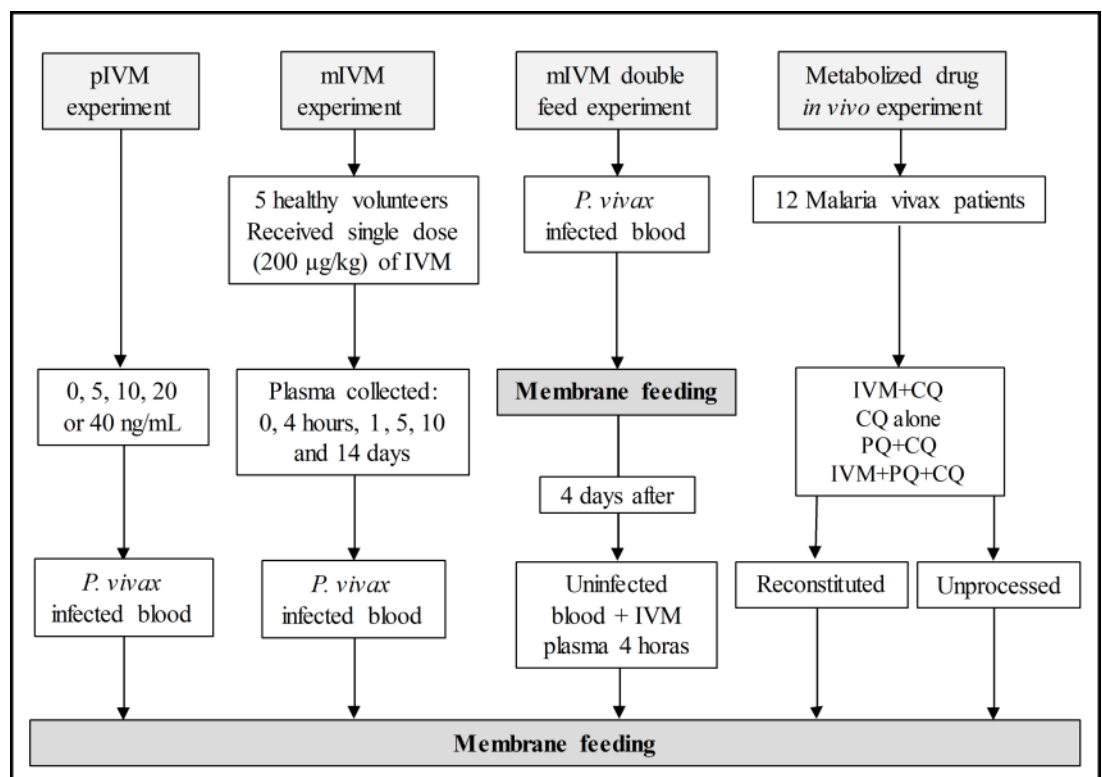 pIVM
experiment
mIVM
experiment
mIVM double
feed experiment
Metabolized drug
in vivo experiment
5 healthy volunteers
Received single dose
(200 µg/kg) of IVM
P. vivax
infected blood
12 Malaria vivax patients
0, 5, 10, 20
or 40 ng/mL
Plasma collected:
0, 4 hours, 1, 5, 10
and 14 days
Membrane feeding
IVM+CQ
CQ alone
PQ+CQ
IVM+PQ+CQ
4 days after
P. vivax
infected blood
P. vivax
infected blood
Uninfected
blood + IVM
plasma 4 horas
Reconstituted
Unprocessed
Membrane feeding